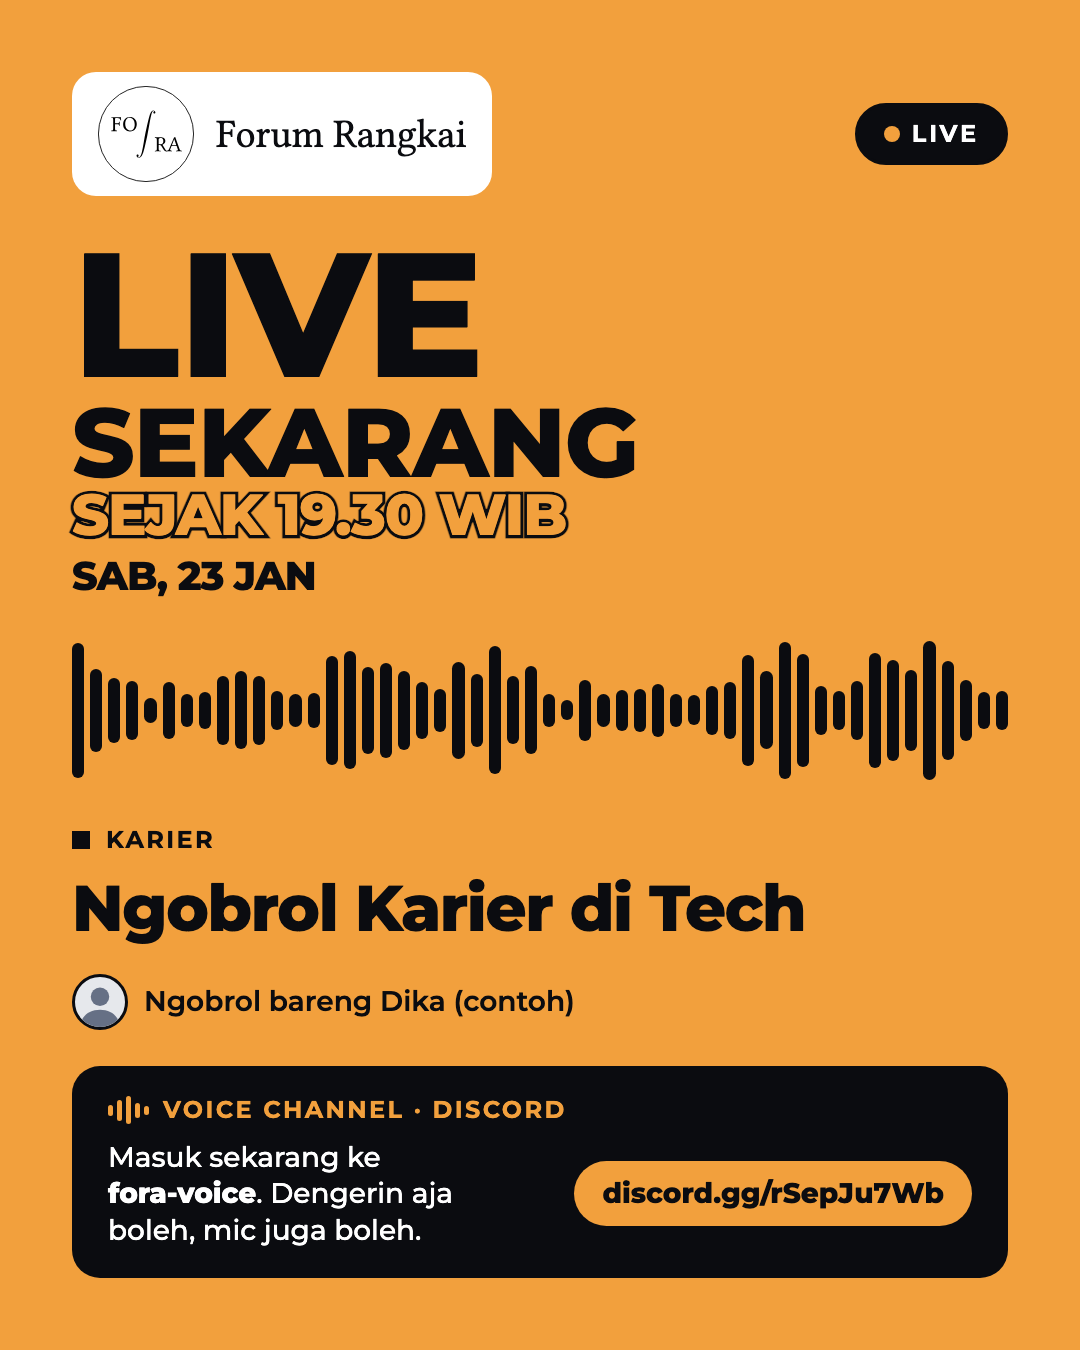 FO RA
Forum Rangkai
LIVE
LIVE
SEKARANG
SEJAK 19.30 WIB
SAB, 23 JAN
KARIER
Ngobrol Karier di Tech
Ngobrol bareng Dika (contoh)
VOICE CHANNEL · DISCORD
Masuk sekarang ke
fora-voice. Dengerin aja
boleh, mic juga boleh.
discord.gg/rSepJu7Wb